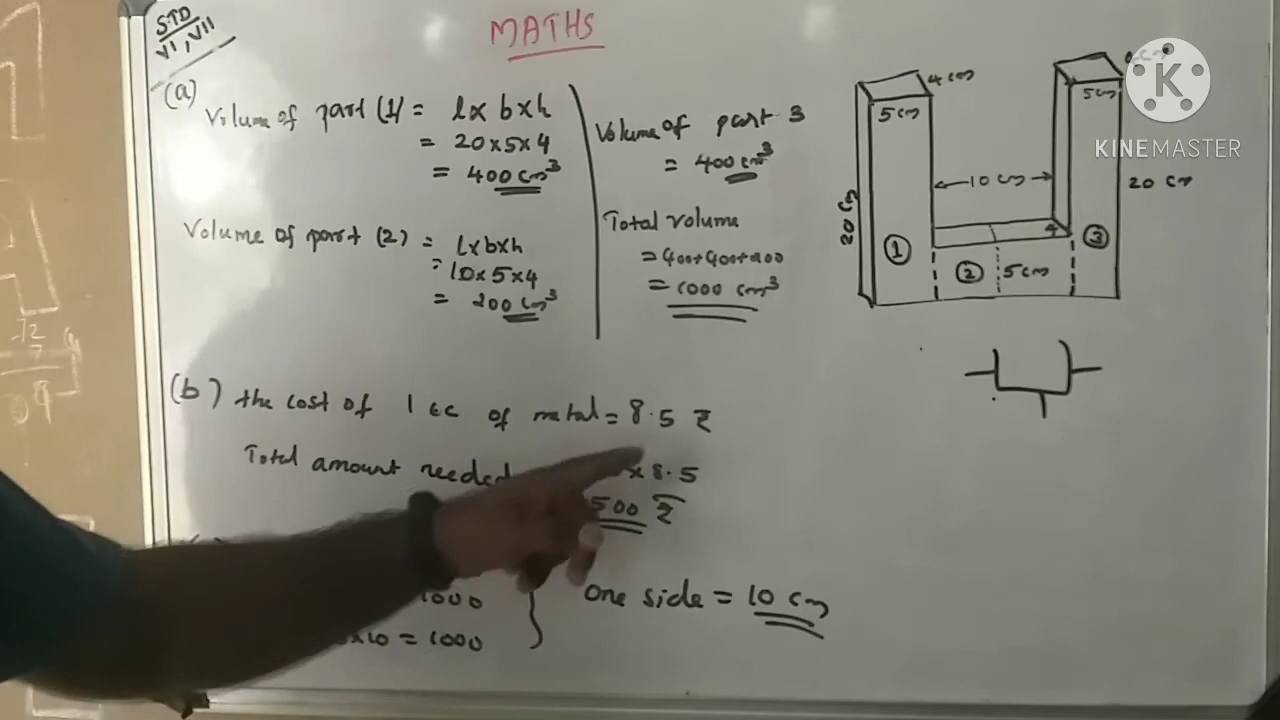 STD
VI, VII
MATHS
(a)
Volume of part (1) = l x b x h
= 20 x 5 x 4
= 400 cm³
Volume of part (2) = l x b x h
= 10 x 5 x 4
= 200 cm³
Volume of part 3
= 400 cm³
Total volume
= 400+400+200
= 1000 cm³
4 cm
5 cm
5 cm
10 cm
20 cm
20 cm
4
1
2
3
5 cm
K
KINEMASTER
(b) the cost of 1 cc of metal = 8.5 ₹
Total amount needed
x 8.5
500 ₹
1000
x10 = 1000
One side = 10 cm